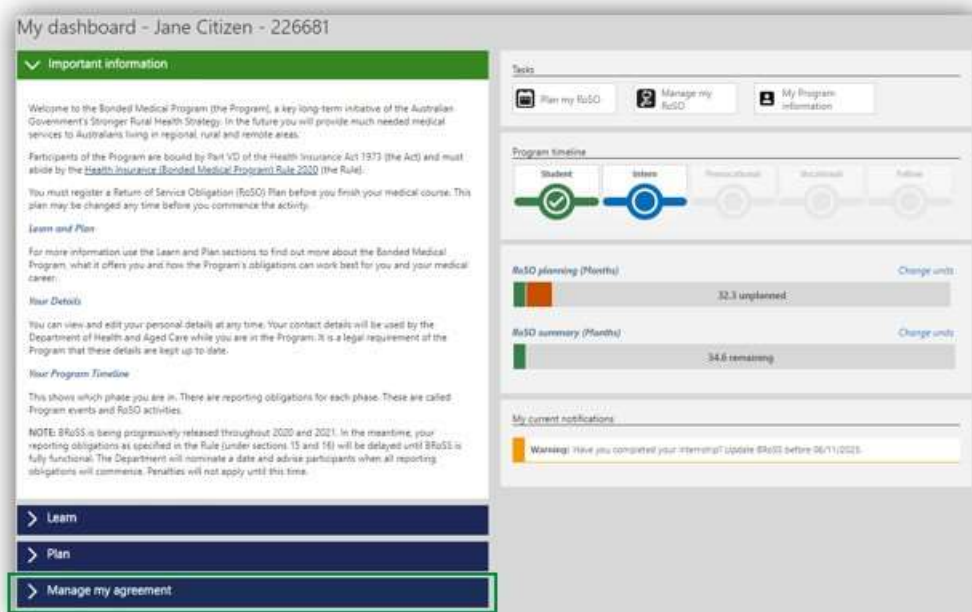 My dashboard - Jane Citizen - 226681
Important information
Welcome to the Bonded Medical Program (the Program), a key long-term initiative of the Australian
Government's Stronger Rural Health Strategy. In the future you will provide much needed medical
services to Australians living in regional, rural and remote areas.
Participants of the Program are bound by Part VD of the Health Insurance Act 1973 (the Act) and must
abide by the Health Insurance (Bonded Medical Program) Rule 2020 (the Rule).
You must register a Return of Service Obligation (RoSO) Plan before you finish your medical course. This
plan may be changed any time before you commence the activity.
Learn and Plan
For more information use the Learn and Plan sections to find out more about the Bonded Medical
Program, what it offers you and how the Program's obligations can work best for you and your medical
career.
Your Details
You can view and edit your personal details at any time. Your contact details will be used by the
Department of Health and Aged Care while you are in the Program. It is a legal requirement of the
Program that these details are kept up to date.
Your Program Timeline
This shows which phase you are in. There are reporting obligations for each phase. These are called
Program events and RoSO activities.
NOTE: BRoSS is being progressively released throughout 2020 and 2021. In the meantime, your
reporting obligations as specified in the Rule (under sections 15 and 16) will be delayed until BRoSS is
fully functional. The Department will nominate a date and advise participants when all reporting
obligations will commence. Penalties will not apply until this time.
Learn
Plan
Manage my agreement
Tasks
Plan my RoSO
Manage my
RoSO
My Program
information
Program timeline
Student
Intern
Prevocational
Vocational
Fellow
RoSO planning (Months)
Change units
32.3 unplanned
RoSO summary (Months)
Change units
34.6 remaining
My current notifications
Warning: Have you completed your internship? Update BRoSS before 06/11/2023.